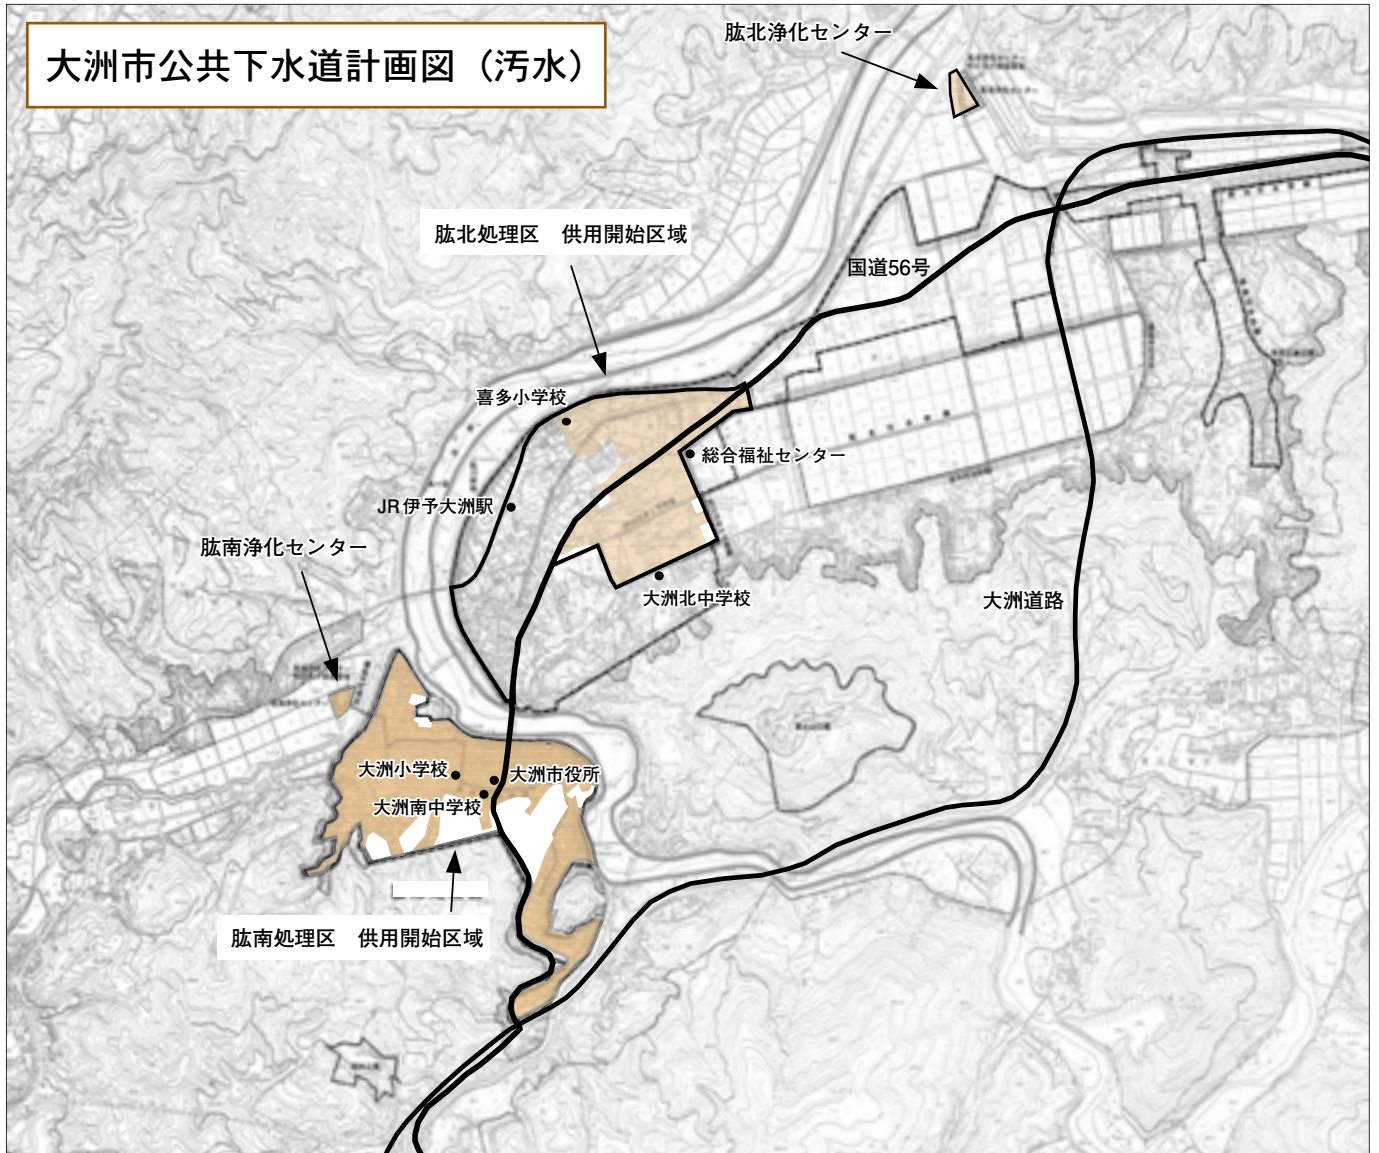 大洲市公共下水道計画図（汚水）
肱北浄化センター
肱北処理区　供用開始区域
国道56号
喜多小学校
総合福祉センター
JR伊予大洲駅
肱南浄化センター
大洲北中学校
大洲道路
大洲小学校
大洲市役所
大洲南中学校
肱南処理区　供用開始区域